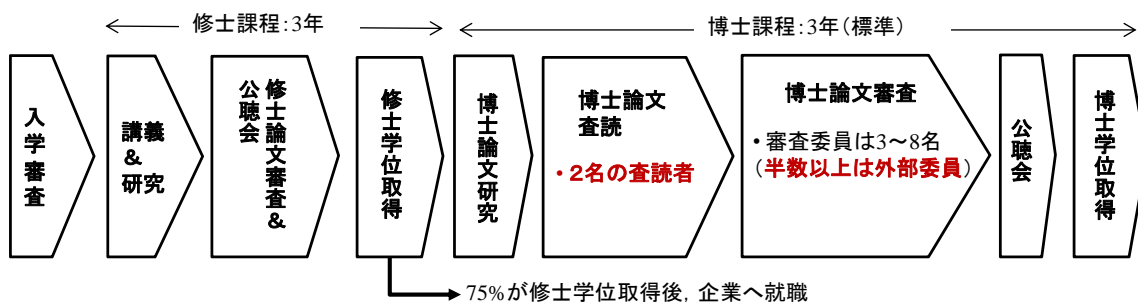 修士課程：3年
博士課程：3年（標準）
入学審査
講義
&
研究
修士論文審査&
公聴会
修士学位取得
博士論文研究
博士論文
査読
・2名の査読者
博士論文審査
・審査委員は3～8名
（半数以上は外部委員）
公聴会
博士学位取得
75%が修士学位取得後，企業へ就職